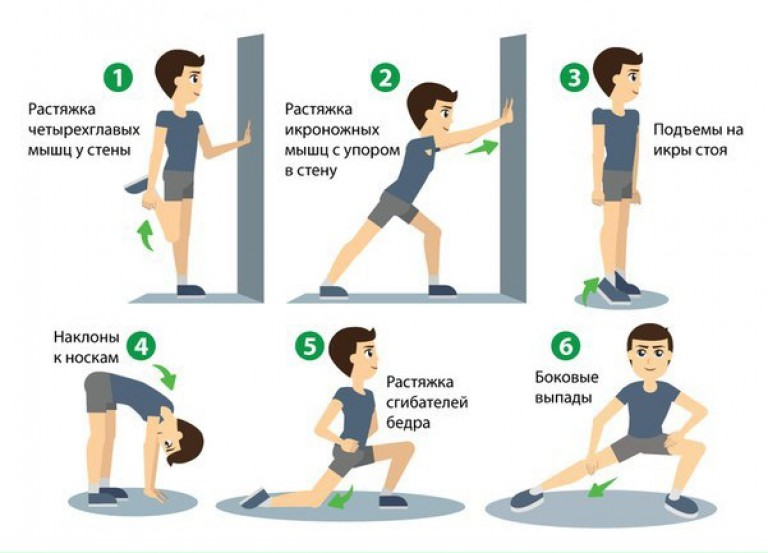 1
Растяжка
четырехглавых
мышц у стены
2
Растяжка
икроножных
мышц с упором
в стену
3
Подъемы на
икры стоя
Наклоны
к носкам
4
5
Растяжка
сгибателей
бедра
6
Боковые
выпады